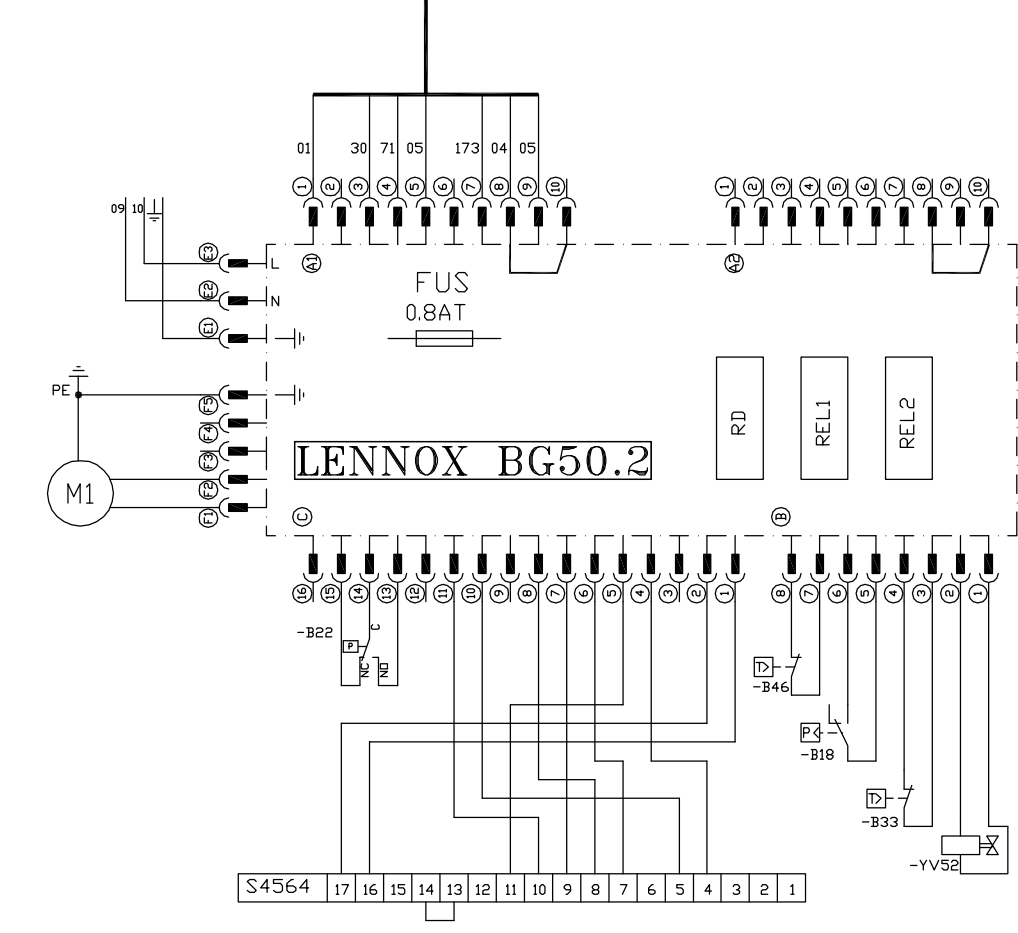 01 30 71 05 173 04 05
1 2 3 4 5 6 7 8 9 10
1 2 3 4 5 6 7 8 9 10
09 10
E3 L
A1
A2
FUS
0.8AT
E2 N
E1
PE
F5
F4
F3
F2
F1
M1
RD
REL1
REL2
LENNOX BG50.2
C
B
16 15 14 13 12 11 10 9 8 7 6 5 4 3 2 1
8 7 6 5 4 3 2 1
-B22
C
P
NC
NO
T>
-B46
P<
-B18
T>
-B33
-YV52
S4564 17 16 15 14 13 12 11 10 9 8 7 6 5 4 3 2 1